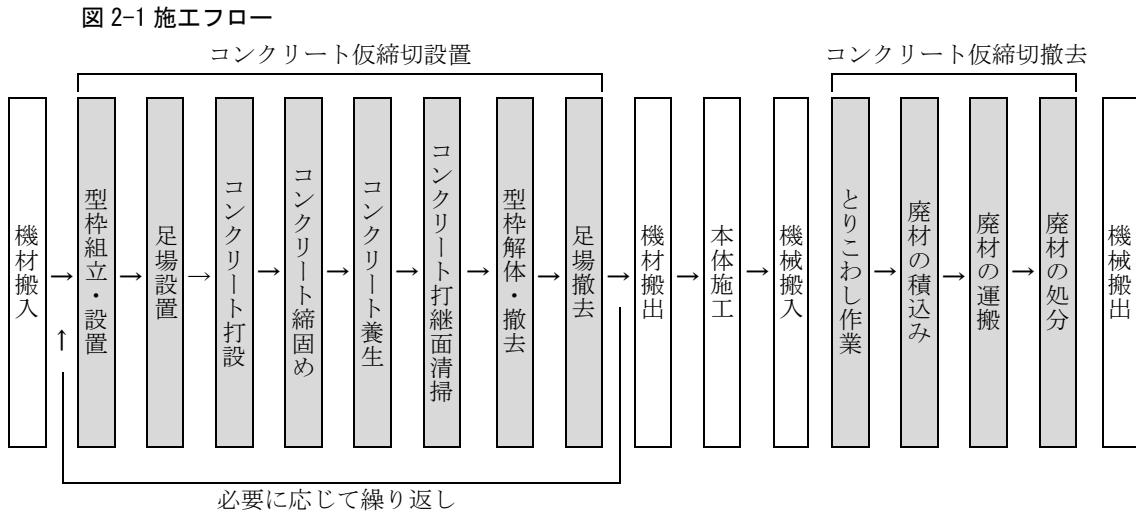 図 2-1 施工フロー
コンクリート仮締切設置
コンクリート仮締切撤去
機材搬入
→
型枠組立・設置
→
足場設置
→
コンクリート打設
→
コンクリート締固め
→
コンクリート養生
→
コンクリート打継面清掃
→
型枠解体・撤去
→
足場撤去
→
機材搬出
→
本体施工
→
機械搬入
とりこわし作業
→
廃材の積込み
→
廃材の運搬
→
廃材の処分
機械搬出
↑
必要に応じて繰り返し